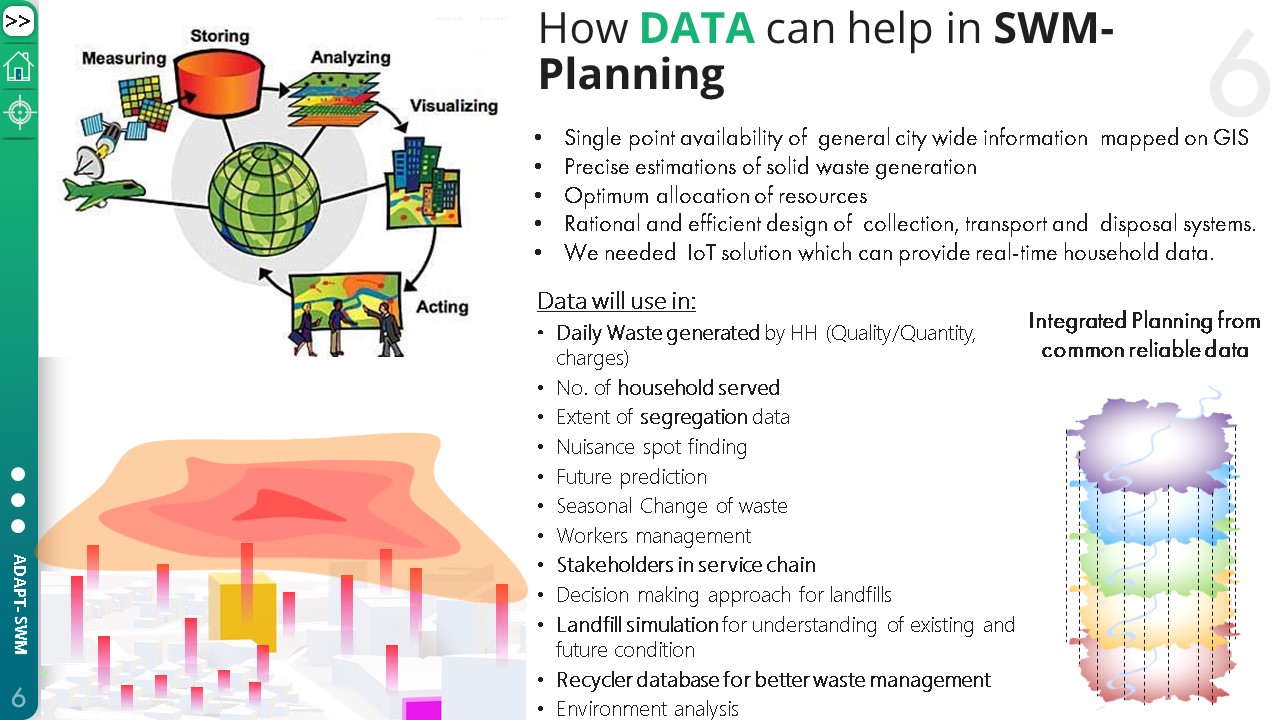 >>
Storing
Measuring
Analyzing
Visualizing
Acting
How DATA can help in SWM-
Planning
6
• Single point availability of general city wide information mapped on GIS
• Precise estimations of solid waste generation
• Optimum allocation of resources
• Rational and efficient design of collection, transport and disposal systems.
• We needed IoT solution which can provide real-time household data.
Data will use in:
• Daily Waste generated by HH (Quality/Quantity,
charges)
• No. of household served
• Extent of segregation data
• Nuisance spot finding
• Future prediction
• Seasonal Change of waste
• Workers management
• Stakeholders in service chain
• Decision making approach for landfills
• Landfill simulation for understanding of existing and
future condition
• Recycler database for better waste management
• Environment analysis
Integrated Planning from
common reliable data
ADAPT- SWM
6